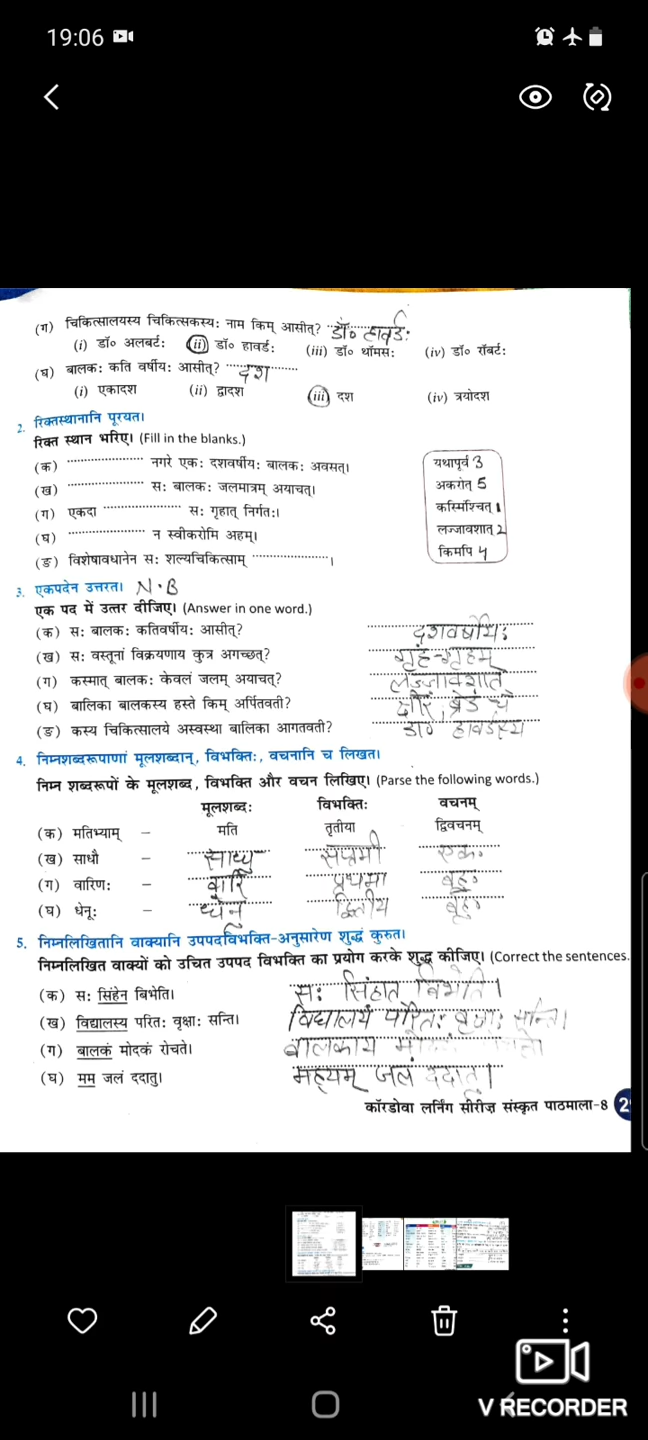 19:06
(ग) चिकित्सालयस्य चिकित्सकस्य: नाम किम् आसीत्? डॉ० हावर्ड:
(i) डॉ० अलबर्ट: (ii) डॉ० हावर्ड: (iii) डॉ० थॉमस: (iv) डॉ० रॉबर्ट:
(घ) बालक: कति वर्षीय: आसीत्? दश
(i) एकादश (ii) द्वादश (iii) दश (iv) त्रयोदश
2. रिक्तस्थानानि पूरयत।
रिक्त स्थान भरिए। (Fill in the blanks.)
(क) .................... नगरे एक: दशवर्षीय: बालक: अवसत्। यथापूर्वं 3
(ख) .................... स: बालक: जलमात्रम् अयाचत्। अकरोत् 5
(ग) एकदा .................... स: गृहात् निर्गत:। कस्मिंश्चित् 1
(घ) .................... न स्वीकरोमि अहम्। लज्जावशात् 2
(ङ) विशेषावधानेन स: शल्यचिकित्साम् ....................। किमपि 4
3. एकपदेन उत्तरत। N.B
एक पद में उत्तर दीजिए। (Answer in one word.)
(क) स: बालक: कतिवर्षीय: आसीत्? दशवर्षीय:
(ख) स: वस्तूनां विक्रयणाय कुत्र अगच्छत्? गृहं-गृहम्
(ग) कस्मात् बालक: केवलं जलम् अयाचत्? लज्जावशात्
(घ) बालिका बालकस्य हस्ते किम् अर्पितवती? क्षीरं, ब्रेडं च
(ङ) कस्य चिकित्सालये अस्वस्था बालिका आगतवती? डॉ० हावर्डस्य
4. निम्नशब्दरूपाणां मूलशब्दान्, विभक्ति:, वचनानि च लिखत।
निम्न शब्दरूपों के मूलशब्द, विभक्ति और वचन लिखिए। (Parse the following words.)
मूलशब्द: विभक्ति: वचनम्
(क) मतिभ्याम् – मति तृतीया द्विवचनम्
(ख) साधौ – साधु सप्तमी एक०
(ग) वारिण: – वारि प्रथमा बहु०
(घ) धेनू: – धेनु द्वितीय बहु०
5. निम्नलिखितानि वाक्यानि उपपदविभक्ति-अनुसारेण शुद्धं कुरुत।
निम्नलिखित वाक्यों को उचित उपपद विभक्ति का प्रयोग करके शुद्ध कीजिए। (Correct the sentences.
(क) स: सिंहेन बिभेति। स: सिंहात बिभेति।
(ख) विद्यालस्य परित: वृक्षा: सन्ति। विद्यालयं परित: वृक्षा: सन्ति।
(ग) बालकं मोदकं रोचते। बालकाय
(घ) मम जलं ददातु। मह्यम् जलं ददातु।
कॉरडोवा लर्निंग सीरीज़ संस्कृत पाठमाला-8 2
V RECORDER